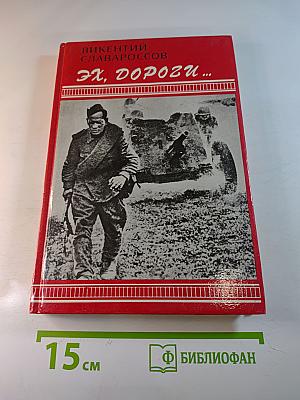 ВИКЕНТИЙ
СЛАВАРОССОВ
ЭХ, ДОРОГИ...
15 см
Ф БИБЛИОФАН